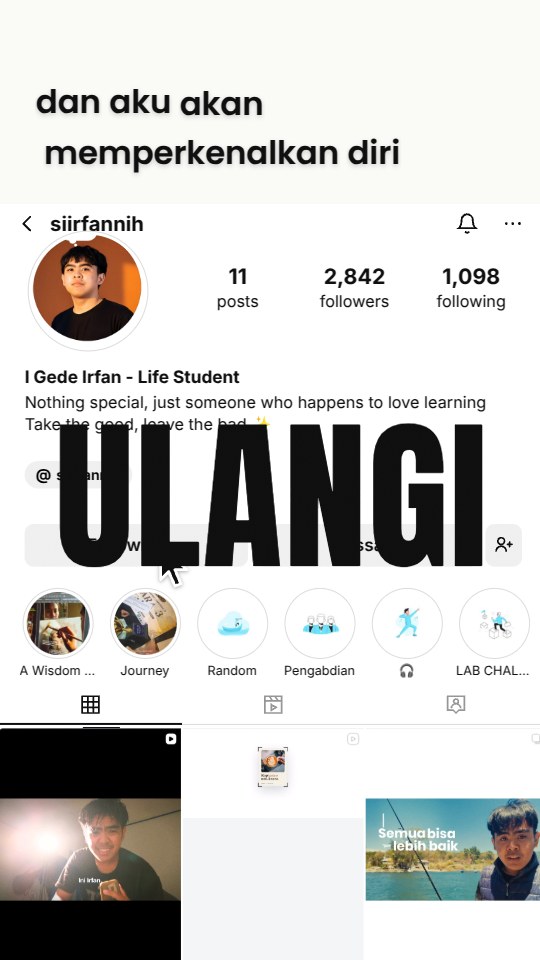 dan aku akan
memperkenalkan diri
siirfannih
11
posts
2,842
followers
1,098
following
I Gede Irfan - Life Student
Nothing special, just someone who happens to love learning
Take the good, leave the bad ✨
@
ULANGI
A Wisdom ...
Journey
Random
Pengabdian
🎧
LAB CHAL...
Ini Irfan
Semua bisa
lebih baik